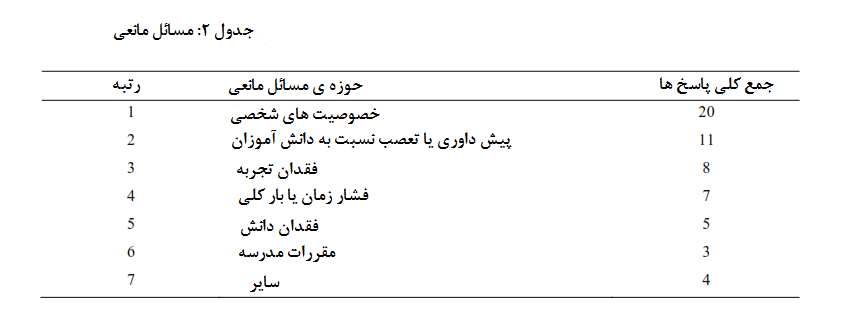 جدول ۲: مسائل مانعی
رتبه حوزه ی مسائل مانعی جمع کلی پاسخ ها
1 خصوصیت های شخصی 20
2 پیش داوری یا تعصب نسبت به دانش آموزان 11
3 فقدان تجربه 8
4 فشار زمان یا بار کلی 7
5 فقدان دانش 5
6 مقررات مدرسه 3
7 سایر 4